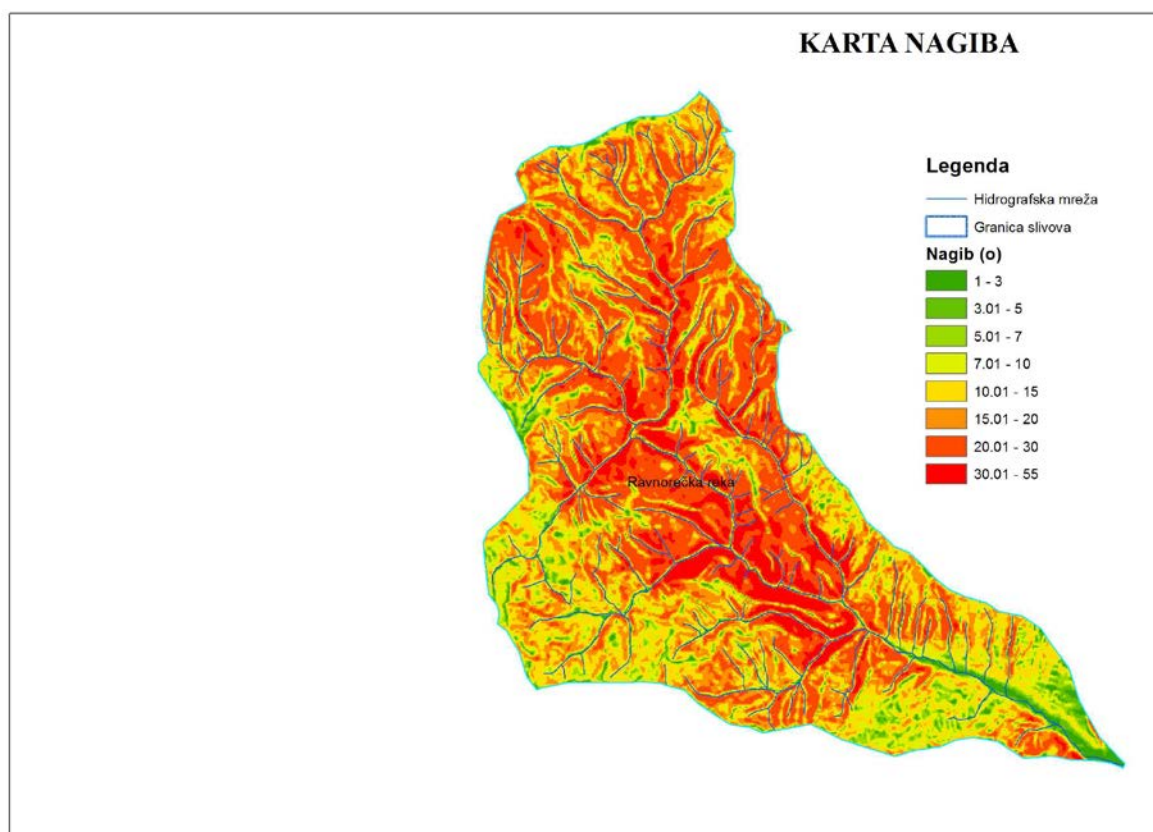 KARTA NAGIBA
Legenda
Hidrografska mreža
Granica slivova
Nagib (o)
1 - 3
3.01 - 5
5.01 - 7
7.01 - 10
10.01 - 15
15.01 - 20
20.01 - 30
30.01 - 55
Ravnorečka reka